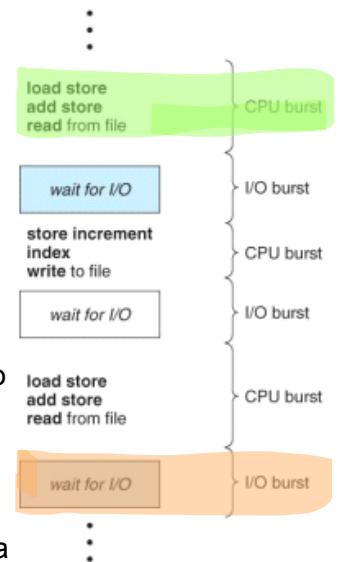 load store
add store
read from file
CPU burst
wait for I/O
I/O burst
store increment
index
write to file
CPU burst
wait for I/O
I/O burst
load store
add store
read from file
CPU burst
wait for I/O
I/O burst
a